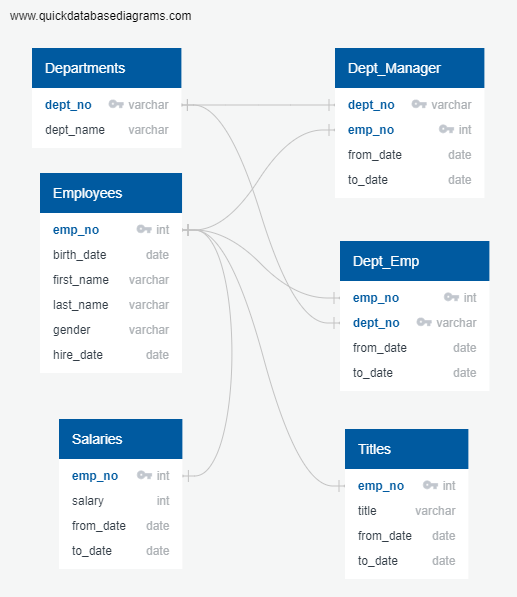 www.quickdatabasediagrams.com
Departments
dept_no varchar
dept_name varchar
Dept_Manager
dept_no varchar
emp_no int
from_date date
to_date date
Employees
emp_no int
birth_date date
first_name varchar
last_name varchar
gender varchar
hire_date date
Dept_Emp
emp_no int
dept_no varchar
from_date date
to_date date
Salaries
emp_no int
salary int
from_date date
to_date date
Titles
emp_no int
title varchar
from_date date
to_date date